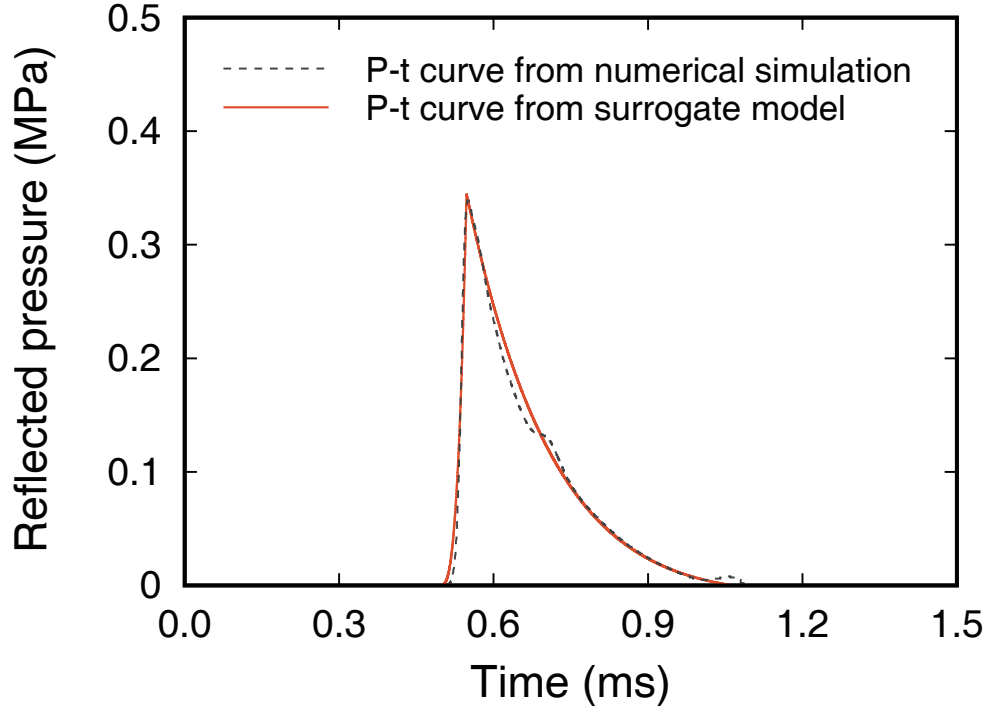 0.5
P-t curve from numerical simulation
P-t curve from surrogate model
0.4
0.3
0.2
0.1
0
Reflected pressure (MPa)
0.0 0.3 0.6 0.9 1.2 1.5
Time (ms)